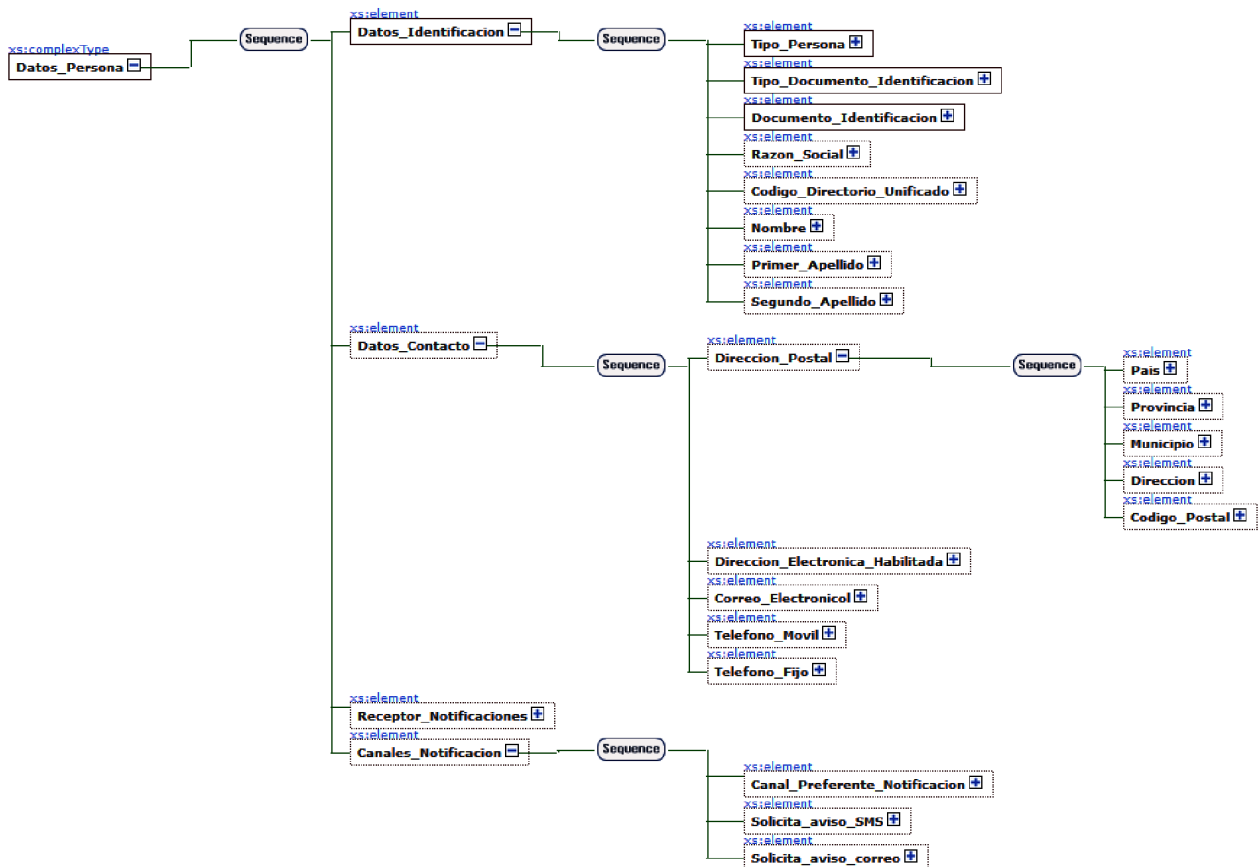 xs:complexType
Datos_Persona
Sequence
xs:element
Datos_Identificacion
Sequence
xs:element
Tipo_Persona
xs:element
Tipo_Documento_Identificacion
xs:element
Documento_Identificacion
xs:element
Razon_Social
xs:element
Codigo_Directorio_Unificado
xs:element
Nombre
xs:element
Primer_Apellido
xs:element
Segundo_Apellido
xs:element
Datos_Contacto
Sequence
xs:element
Direccion_Postal
Sequence
xs:element
Pais
xs:element
Provincia
xs:element
Municipio
xs:element
Direccion
xs:element
Codigo_Postal
xs:element
Direccion_Electronica_Habilitada
xs:element
Correo_Electronicol
xs:element
Telefono_Movil
xs:element
Telefono_Fijo
xs:element
Receptor_Notificaciones
xs:element
Canales_Notificacion
Sequence
xs:element
Canal_Preferente_Notificacion
xs:element
Solicita_aviso_SMS
xs:element
Solicita_aviso_correo